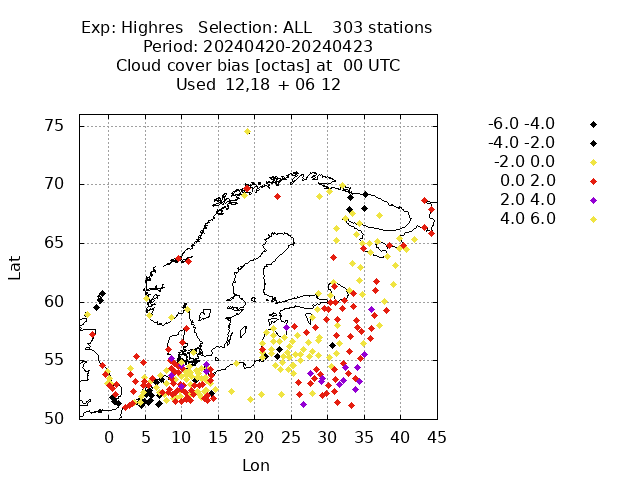 Exp: Highres   Selection: ALL    303 stations
Period: 20240420-20240423
Cloud cover bias [octas] at  00 UTC
Used  12,18  + 06 12
75
70
65
60
55
50
0 5 10 15 20 25 30 35 40 45
Lat
Lon
-6.0 -4.0
-4.0 -2.0
-2.0 0.0
0.0 2.0
2.0 4.0
4.0 6.0